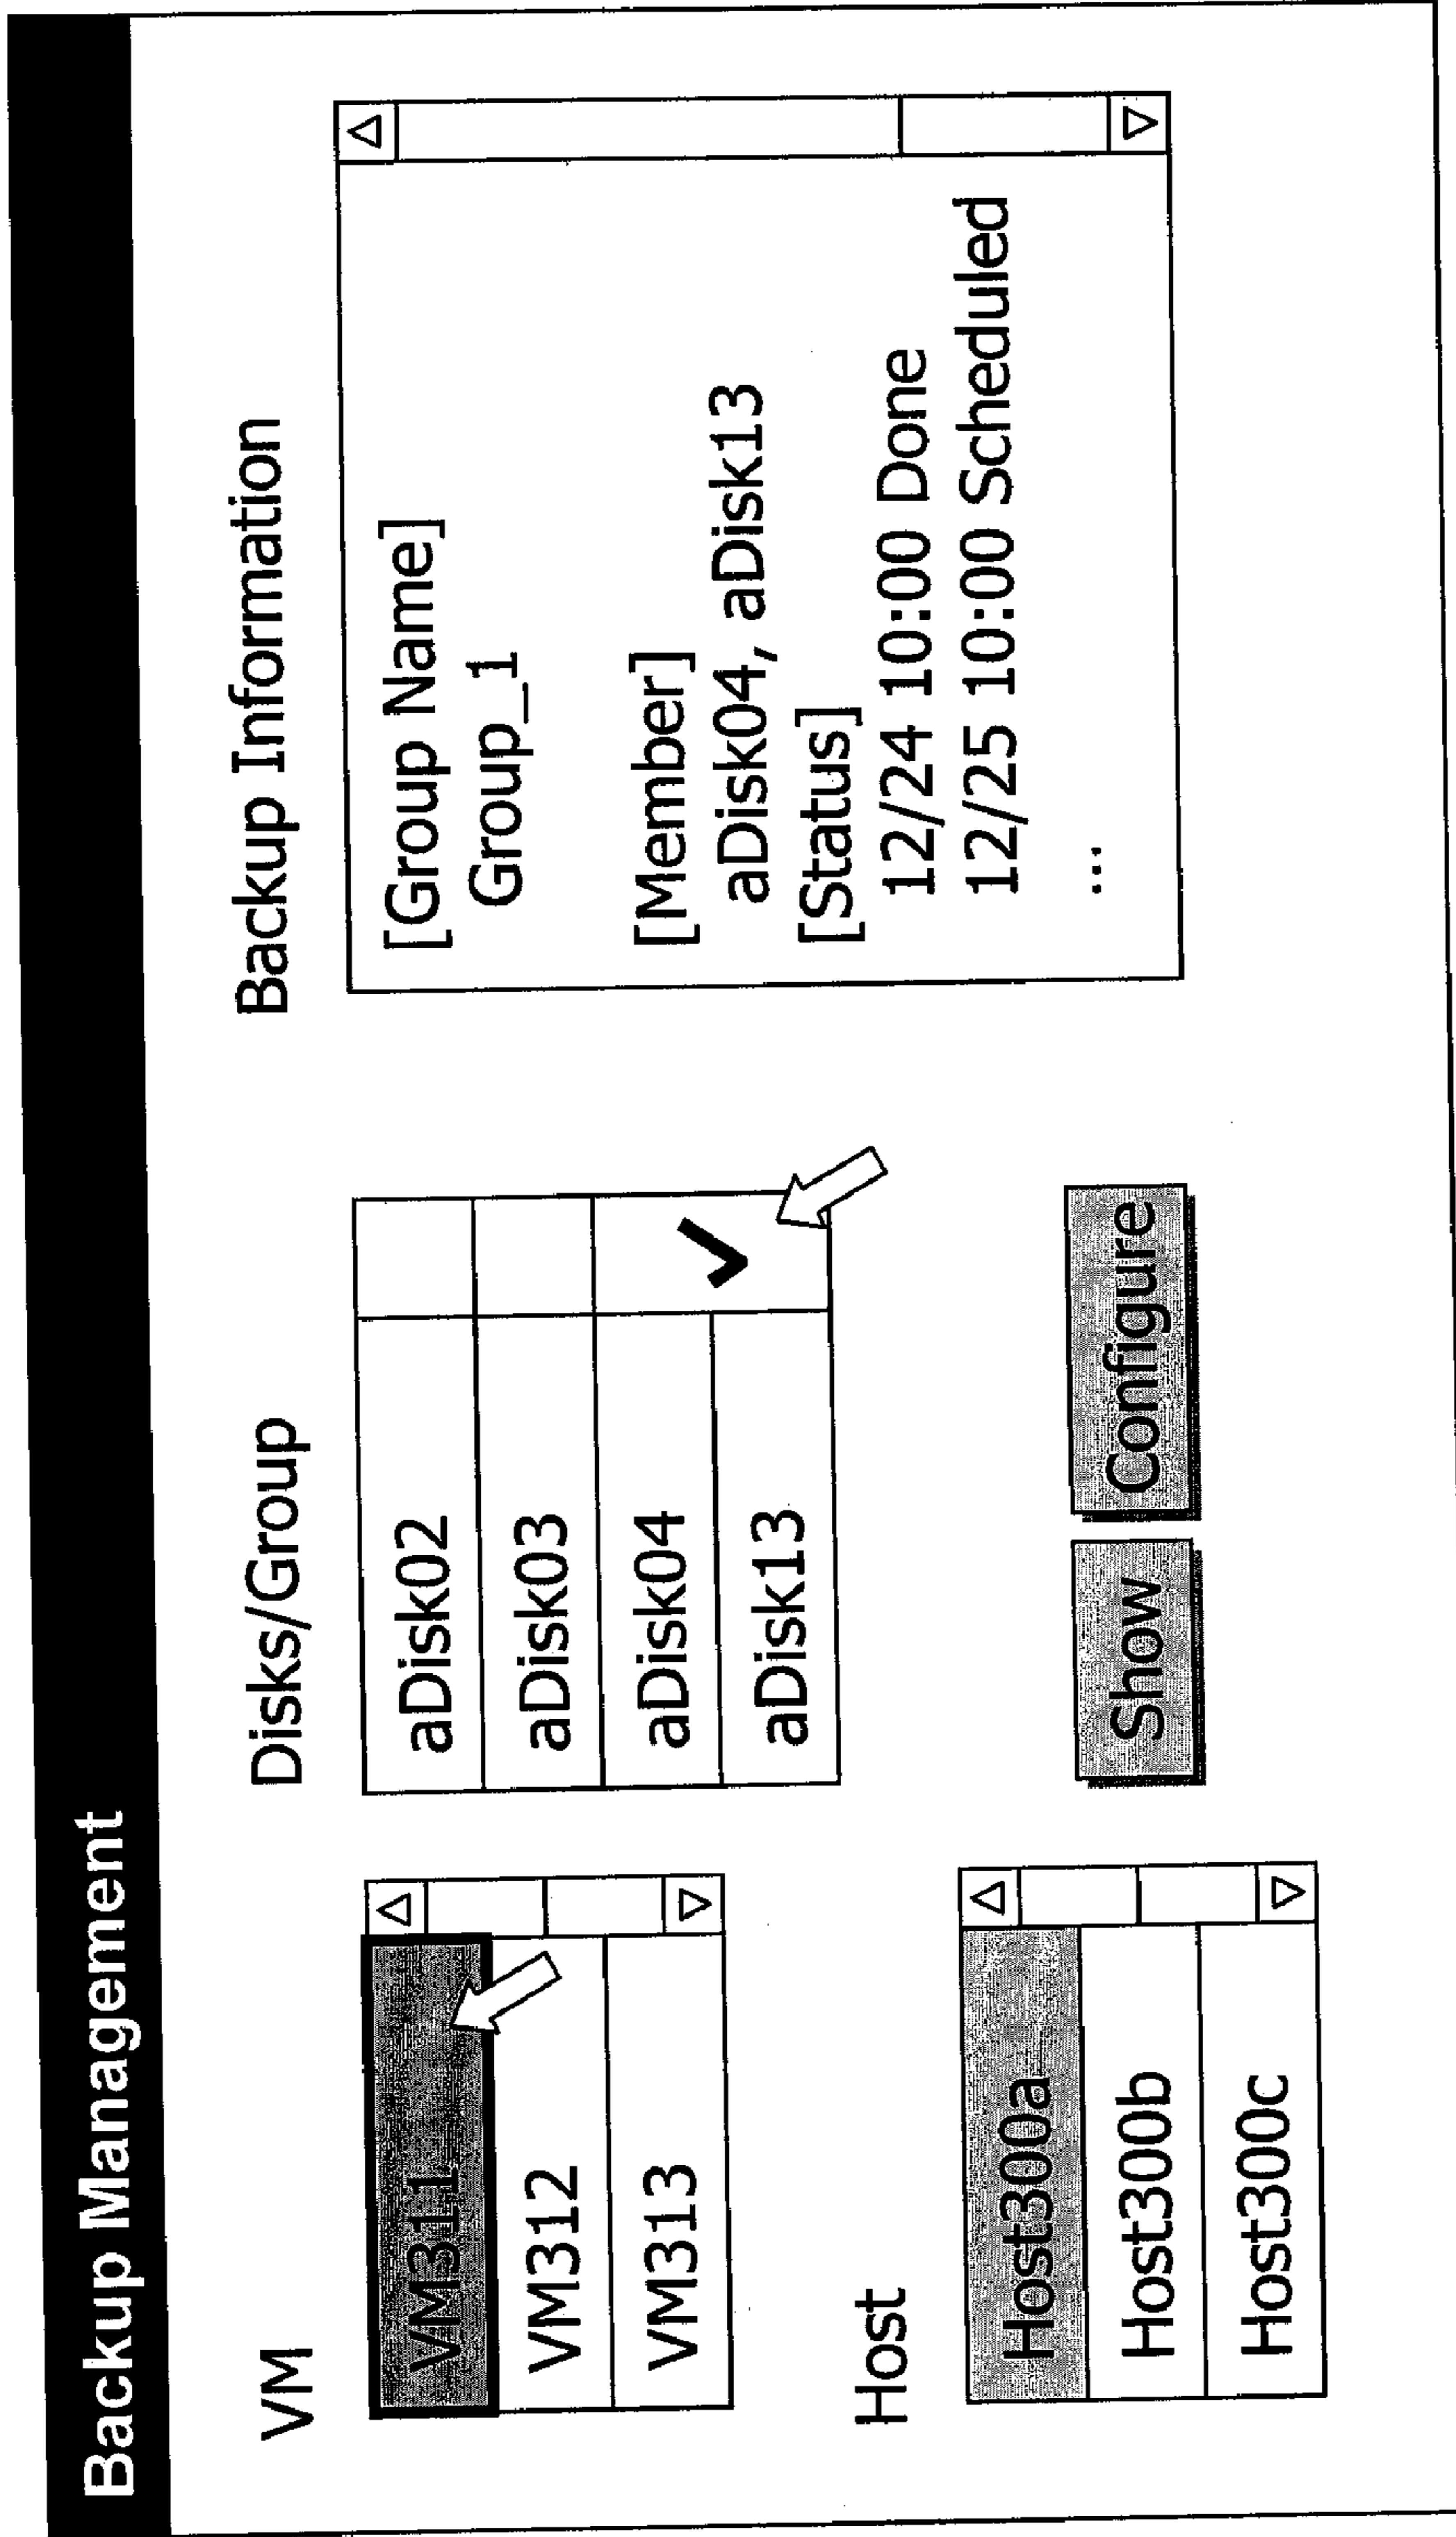 Backup Management
VM
VM311
VM312
VM313
Host
Host300a
Host300b
Host300c
Disks/Group
aDisk02
aDisk03
aDisk04
aDisk13
Show
Configure
Backup Information
[Group Name]
Group_1
[Member]
aDisk04, aDisk13
[Status]
12/24 10:00 Done
12/25 10:00 Scheduled
...